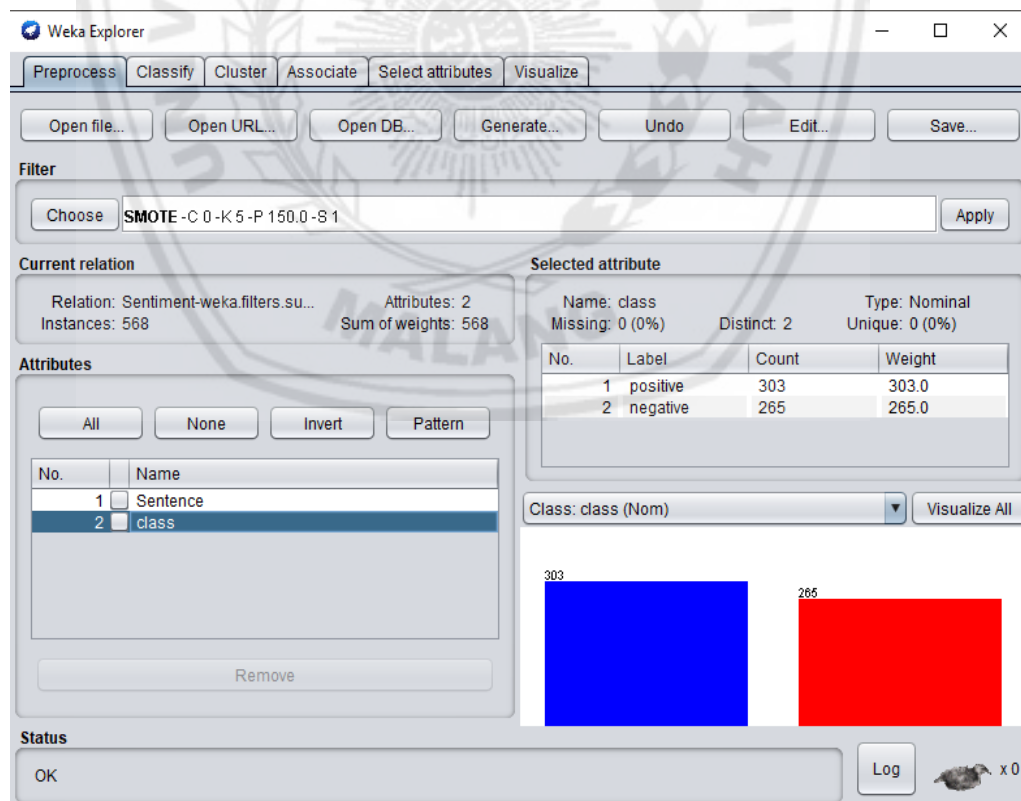 Weka Explorer
Preprocess Classify Cluster Associate Select attributes Visualize
Open file... Open URL... Open DB... Generate... Undo Edit... Save...
Filter
Choose SMOTE -C 0 -K 5 -P 150.0 -S 1 Apply
Current relation
Relation: Sentiment-weka.filters.su... Attributes: 2
Instances: 568 Sum of weights: 568
Selected attribute
Name: class Type: Nominal
Missing: 0 (0%) Distinct: 2 Unique: 0 (0%)
No. Label Count Weight
1 positive 303 303.0
2 negative 265 265.0
Attributes
All None Invert Pattern
No. Name
1 Sentence
2 class
Remove
Class: class (Nom) Visualize All
303
265
Status
OK
Log x 0
MALANG